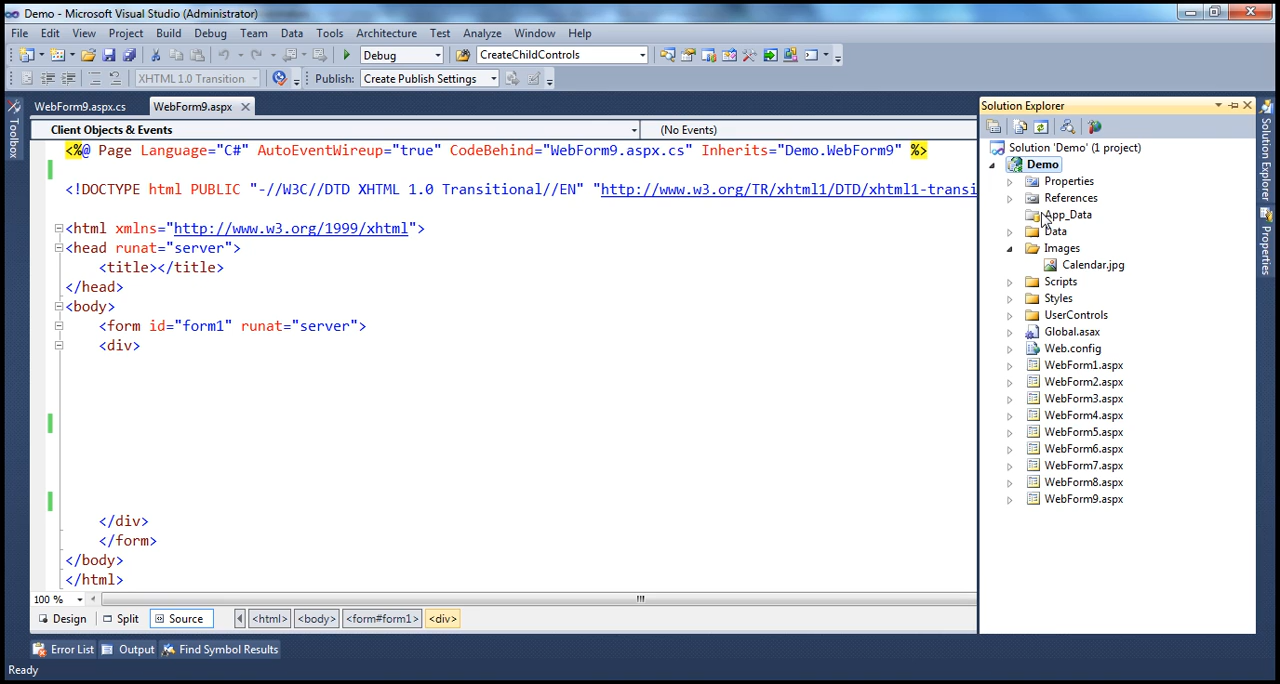 Demo - Microsoft Visual Studio (Administrator)
File Edit View Project Build Debug Team Data Tools Architecture Test Analyze Window Help
Debug CreateChildControls
XHTML 1.0 Transition Publish: Create Publish Settings
WebForm9.aspx.cs WebForm9.aspx
Client Objects & Events (No Events)
<%@ Page Language="C#" AutoEventWireup="true" CodeBehind="WebForm9.aspx.cs" Inherits="Demo.WebForm9" %>
<!DOCTYPE html PUBLIC "-//W3C//DTD XHTML 1.0 Transitional//EN" "http://www.w3.org/TR/xhtml1/DTD/xhtml1-transi
<html xmlns="http://www.w3.org/1999/xhtml">
<head runat="server">
<title></title>
</head>
<body>
<form id="form1" runat="server">
<div>
</div>
</form>
</body>
</html>
100 %
Design Split Source <html> <body> <form#form1> <div>
Error List Output Find Symbol Results
Ready
Toolbox
Solution Explorer
Solution 'Demo' (1 project)
Demo
Properties
References
App_Data
Data
Images
Calendar.jpg
Scripts
Styles
UserControls
Global.asax
Web.config
WebForm1.aspx
WebForm2.aspx
WebForm3.aspx
WebForm4.aspx
WebForm5.aspx
WebForm6.aspx
WebForm7.aspx
WebForm8.aspx
WebForm9.aspx
Solution Explorer
Properties